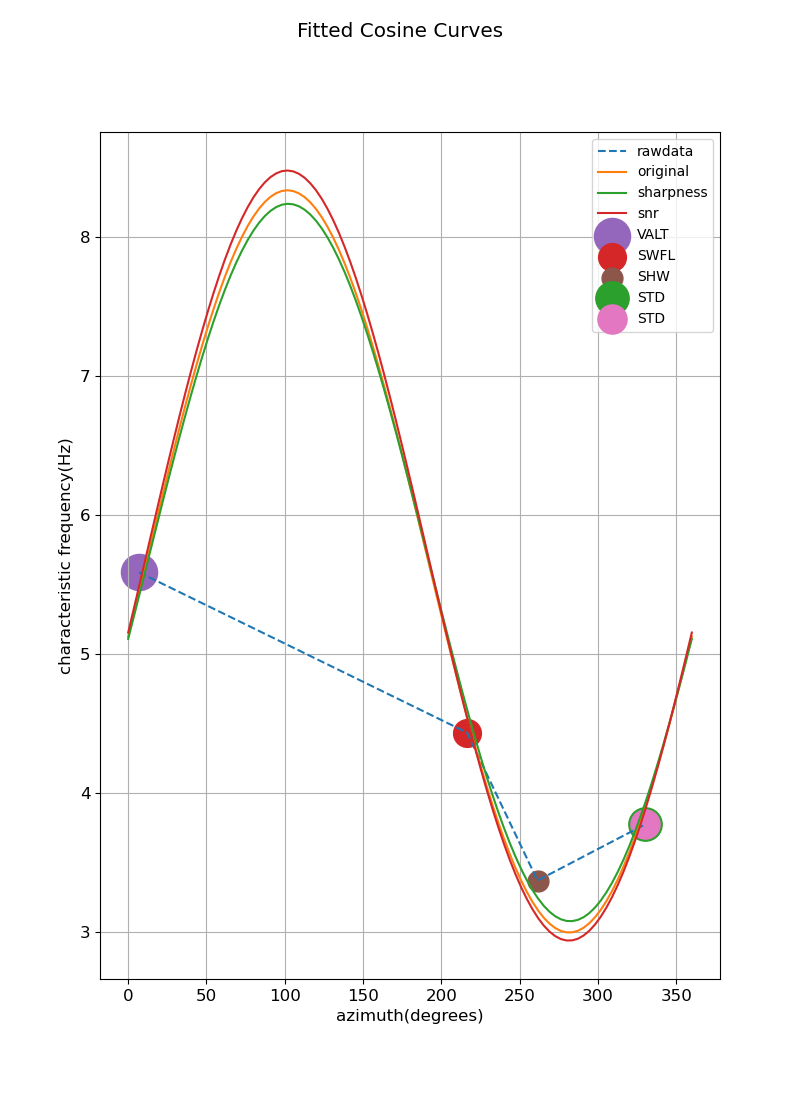 Fitted Cosine Curves
rawdata
original
sharpness
snr
VALT
SWFL
SHW
STD
STD
8
7
6
5
4
3
characteristic frequency(Hz)
0 50 100 150 200 250 300 350
azimuth(degrees)